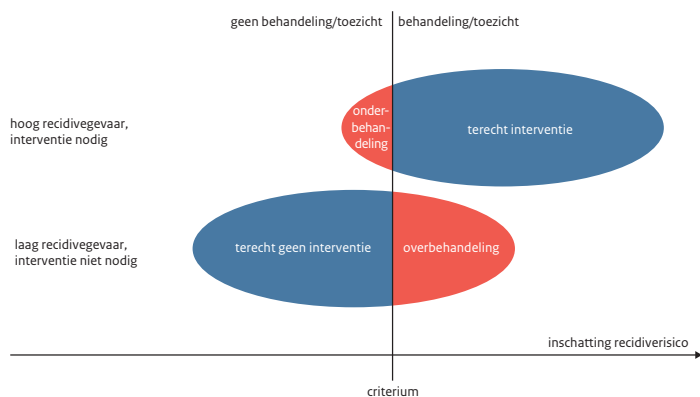 geen behandeling/toezicht
behandeling/toezicht
hoog recidivegevaar,
interventie nodig
onder-
behan-
deling
terecht interventie
laag recidivegevaar,
interventie niet nodig
terecht geen interventie
overbehandeling
inschatting recidiverisico
criterium